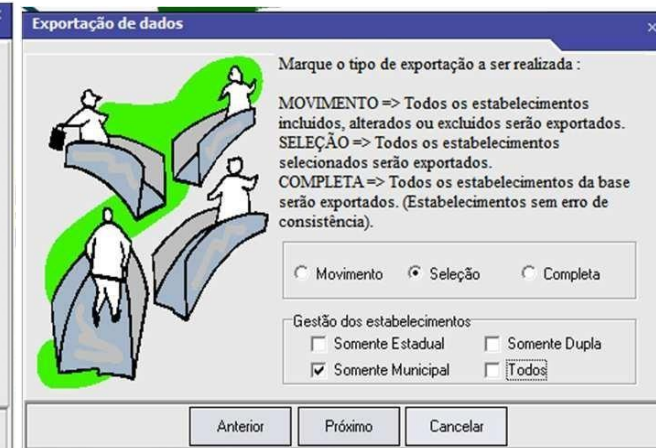 Exportação de dados
Marque o tipo de exportação a ser realizada :
MOVIMENTO => Todos os estabelecimentos
incluidos, alterados ou excluidos serão exportados.
SELEÇÃO => Todos os estabelecimentos
selecionados serão exportados.
COMPLETA => Todos os estabelecimentos da base
serão exportados. (Estabelecimentos sem erro de
consistência).
Movimento Seleção Completa
Gestão dos estabelecimentos
Somente Estadual Somente Dupla
Somente Municipal Todos
Anterior Próximo Cancelar